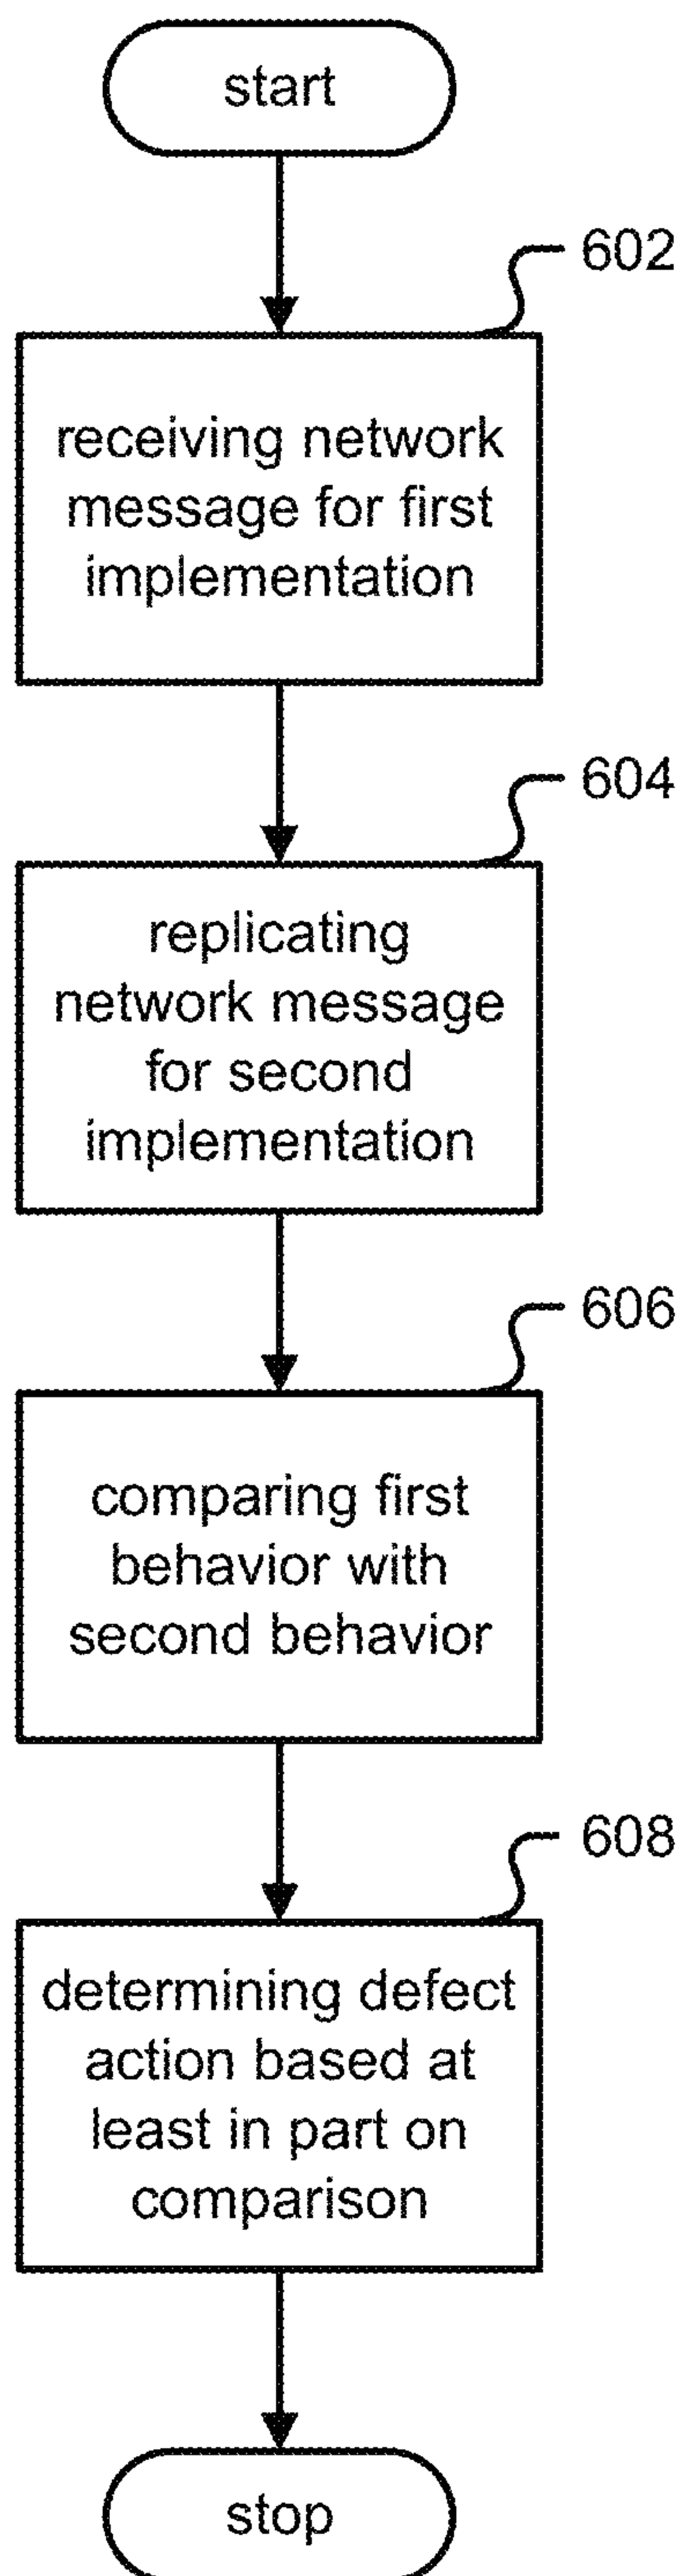 start
602
receiving network
message for first
implementation
604
replicating
network message
for second
implementation
606
comparing first
behavior with
second behavior
608
determining defect
action based at
least in part on
comparison
stop